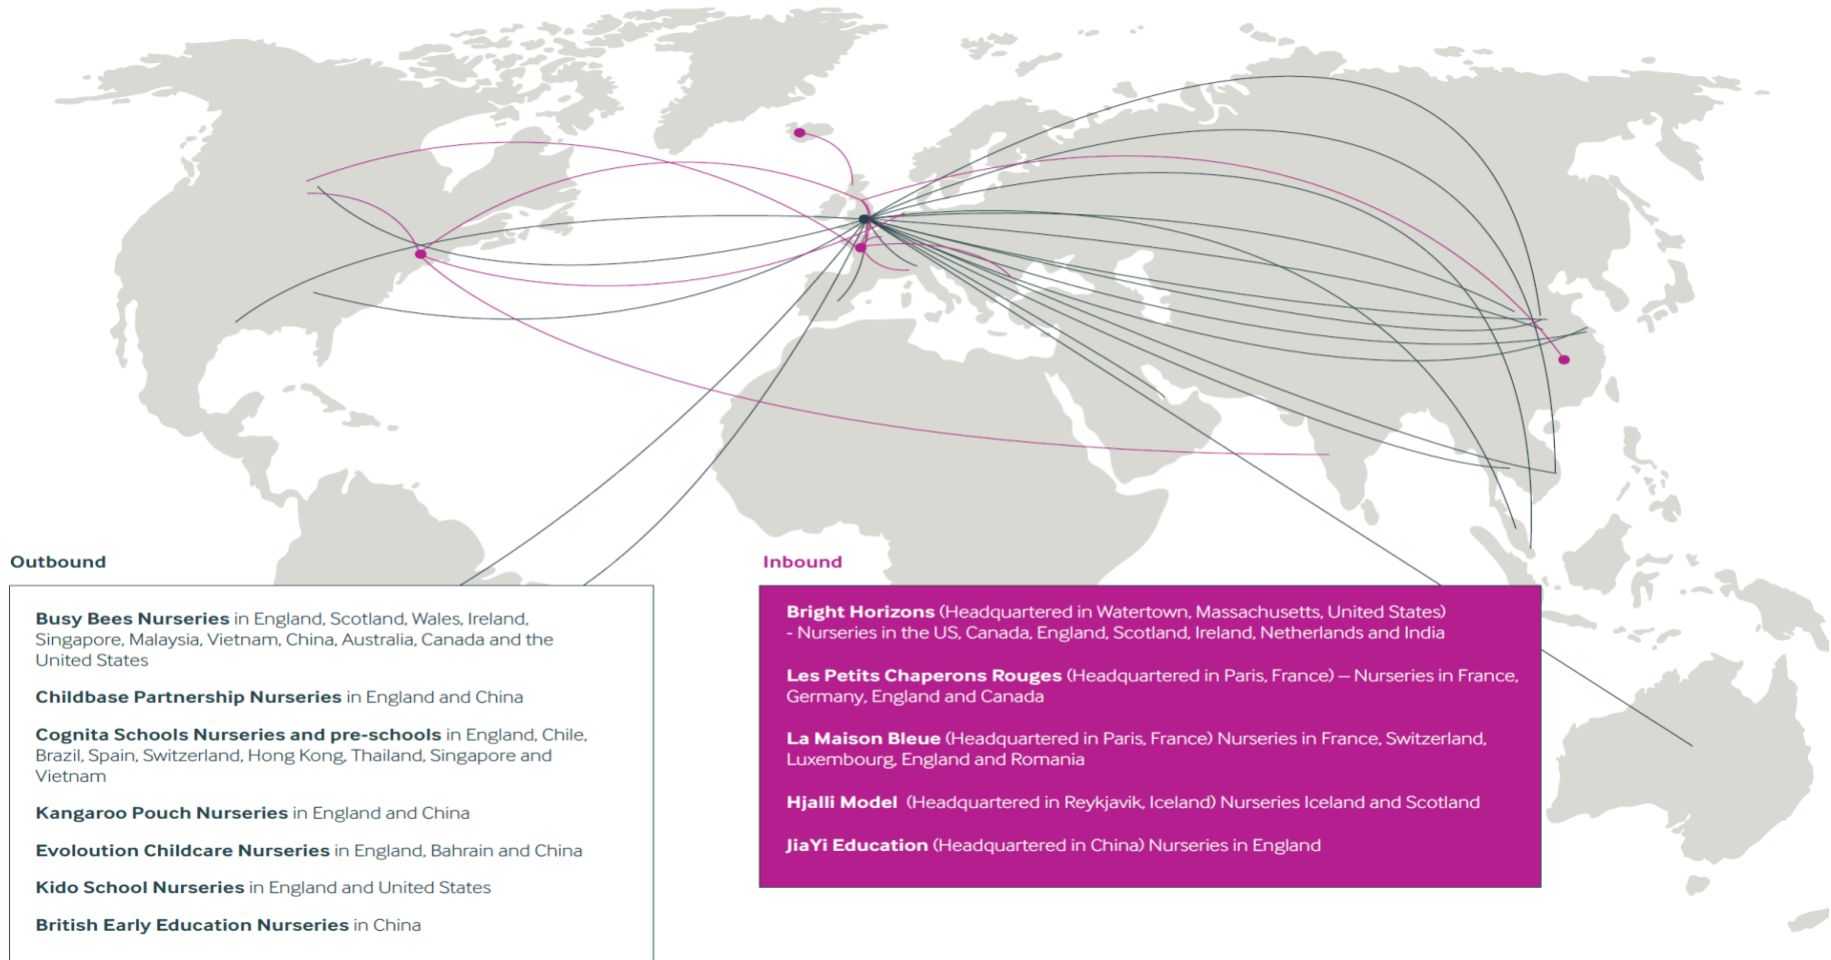 Outbound
Busy Bees Nurseries in England, Scotland, Wales, Ireland,
Singapore, Malaysia, Vietnam, China, Australia, Canada and the
United States
Childbase Partnership Nurseries in England and China
Cognita Schools Nurseries and pre-schools in England, Chile,
Brazil, Spain, Switzerland, Hong Kong, Thailand, Singapore and
Vietnam
Kangaroo Pouch Nurseries in England and China
Evoloution Childcare Nurseries in England, Bahrain and China
Kido School Nurseries in England and United States
British Early Education Nurseries in China
Inbound
Bright Horizons (Headquartered in Watertown, Massachusetts, United States)
- Nurseries in the US, Canada, England, Scotland, Ireland, Netherlands and India
Les Petits Chaperons Rouges (Headquartered in Paris, France) – Nurseries in France,
Germany, England and Canada
La Maison Bleue (Headquartered in Paris, France) Nurseries in France, Switzerland,
Luxembourg, England and Romania
Hjalli Model (Headquartered in Reykjavik, Iceland) Nurseries Iceland and Scotland
JiaYi Education (Headquartered in China) Nurseries in England